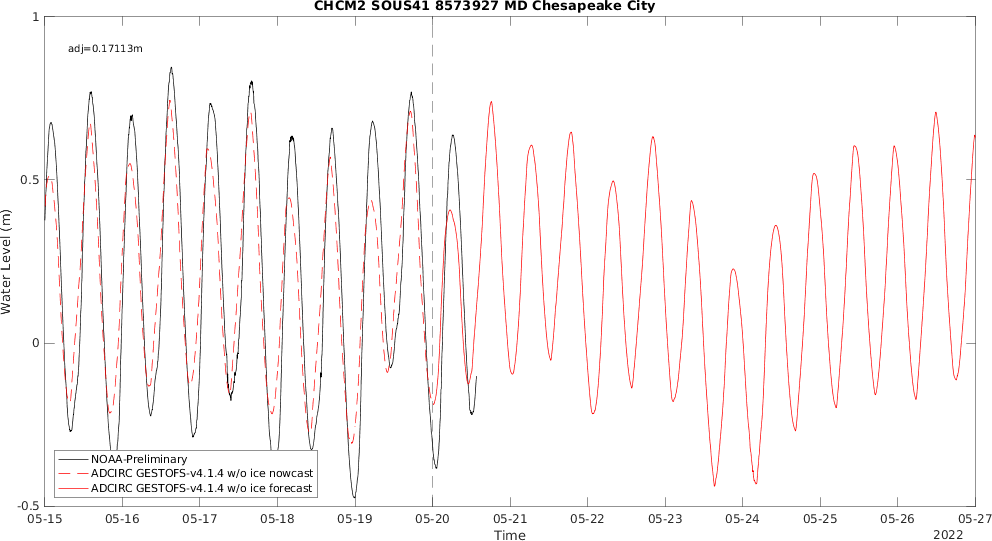 CHCM2 SOUS41 8573927 MD Chesapeake City
adj=0.17113m
1
0.5
0
-0.5
Water Level (m)
NOAA-Preliminary
ADCIRC GESTOFS-v4.1.4 w/o ice nowcast
ADCIRC GESTOFS-v4.1.4 w/o ice forecast
05-15 05-16 05-17 05-18 05-19 05-20 05-21 05-22 05-23 05-24 05-25 05-26 05-27
Time
2022